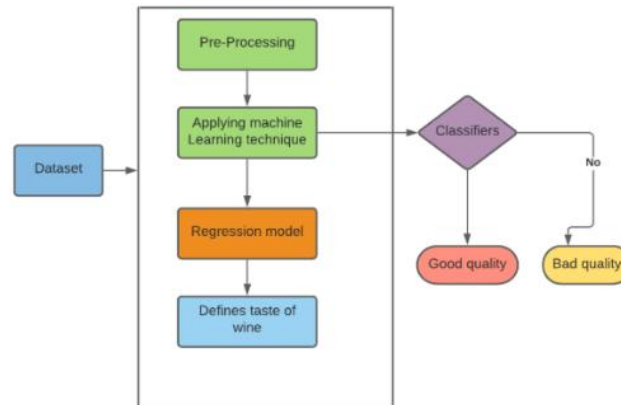 Pre-Processing
Applying machine
Learning technique
Classifiers
Dataset
No
Regression model
Good quality
Bad quality
Defines taste of
wine